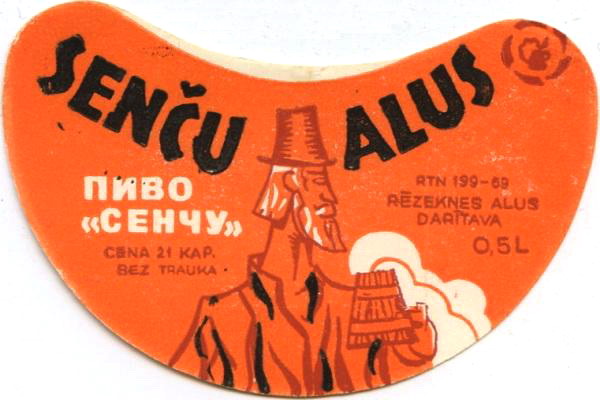 SENČU ALUS
ПИВО
«СЕНЧУ»
CENA 21 KAP.
BEZ TRAUKA
RTN 199-69
RĒZEKNES ALUS
DARĪTAVA
0,5L